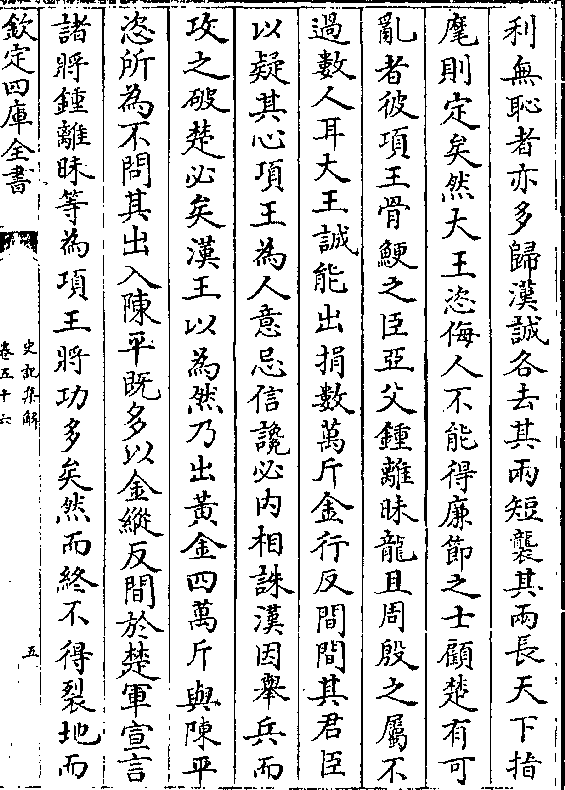 利無恥者亦多歸漢誠各去其兩短襲其兩長天下指
麾則定矣然大王恣侮人不能得廉節之士顧楚有可
亂者彼項王骨鯁之臣亞父鍾離昧龍且周殷之屬不
過數人耳大王誠能出捐數萬斤金行反間間其君臣
以疑其心項王為人意忌信讒必内相誅漢因舉兵而
攻之破楚必矣漢王以為然乃出黄金四萬斤與陳平
恣所為不問其出入陳平既多以金縱反間於楚軍宣言
諸將鍾離昧等為項王將功多矣然而終不得裂地而
欽定四庫全書
史記集解
卷五十六
五